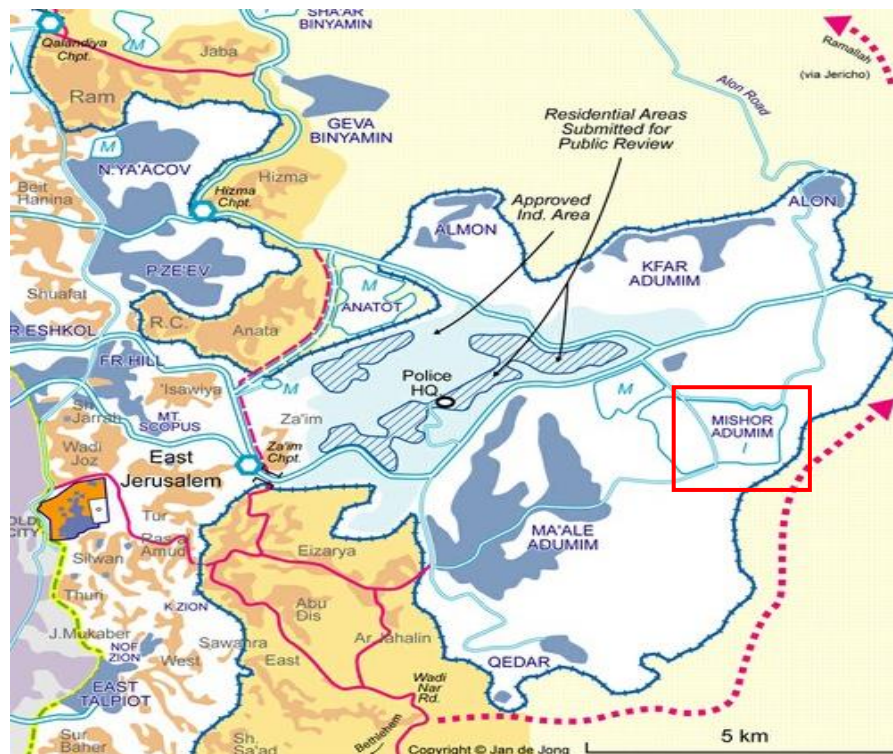 SHA'AR
BINYAMIN
M
Qalandiya
Chpt.
Jaba
Ramallah
(via Jericho)
Alon Road
Ram
GEVA
BINYAMIN
Residential Areas
Submitted for
Public Review
M
N.YA'ACOV
Hizma
Beit
Hanina
Hizma
Chpt.
Approved
Ind. Area
ALON
ALMON
KFAR
ADUMIM
P.ZE'EV
M
ANATOT
Shuafat
R.C.
Anata
R.ESHKOL
FR.HILL
Police
HQ
'Isawiya
M
M
Sh.
Jarrah
MT.
SCOPUS
Za'im
MISHOR
ADUMIM
I
Wadi
Joz
East
Jerusalem
Za'im
Chpt.
OLD
CITY
Tur
Ras al
Amud
MA'ALE
ADUMIM
Eizarya
Silwan
Thuri
K.ZION
Abu
Dis
J.Mukaber
Sawahra
Ar.Jahalin
NOF
ZION
West
East
QEDAR
EAST
TALPIOT
Wadi
Nar
Rd.
5 km
Sur
Baher
Sh.
Sa'ad
Bethlehem
Copyright © Jan de Jong